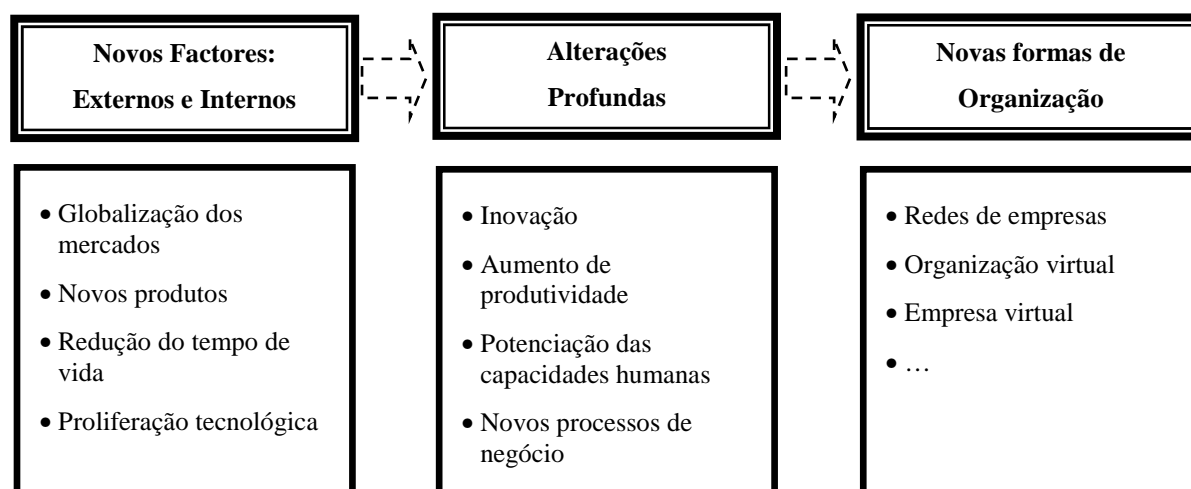 Novos Factores:
Externos e Internos
Alterações
Profundas
Novas formas de
Organização
• Globalização dos
mercados
• Novos produtos
• Redução do tempo de
vida
• Proliferação tecnológica
• Inovação
• Aumento de
produtividade
• Potenciação das
capacidades humanas
• Novos processos de
negócio
• Redes de empresas
• Organização virtual
• Empresa virtual
• …